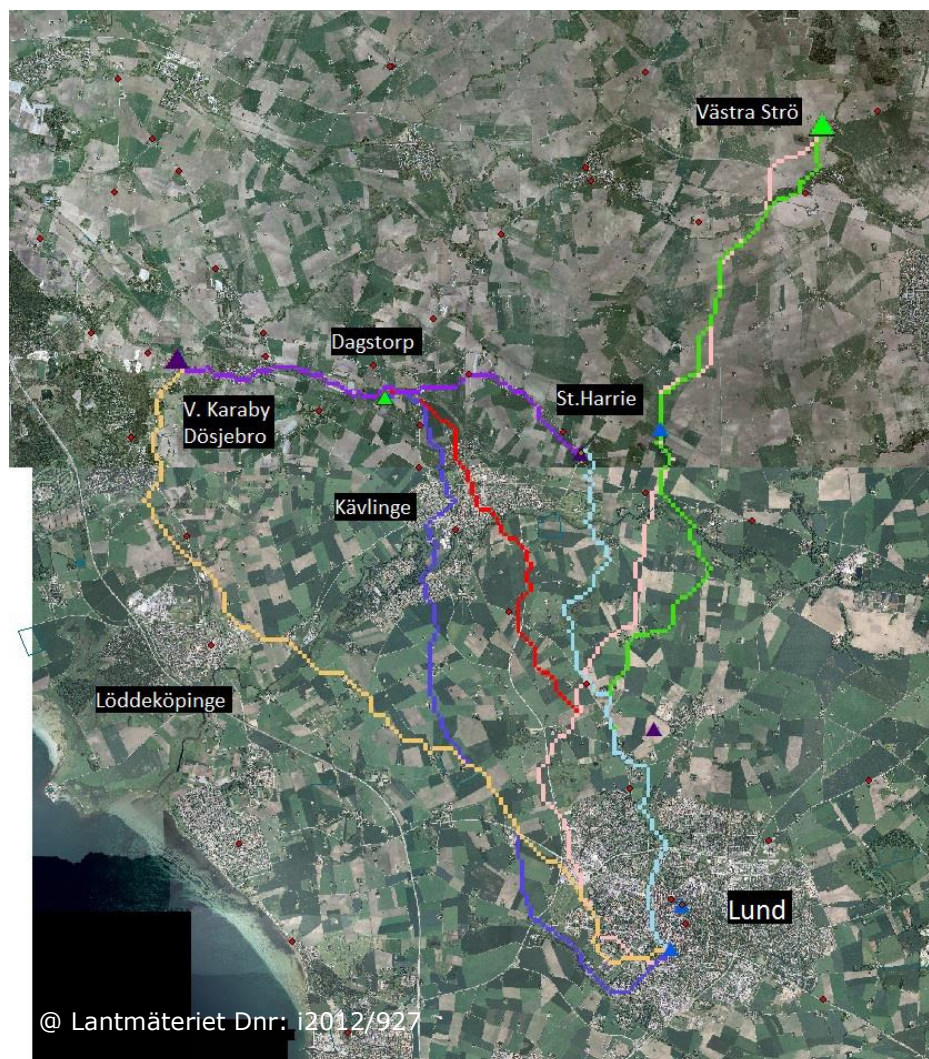 Västra Strö
Dagstorp
St.Harrie
V. Karaby
Dösjebro
Kävlinge
Löddeköpinge
Lund
@ Lantmäteriet Dnr: i2012/927